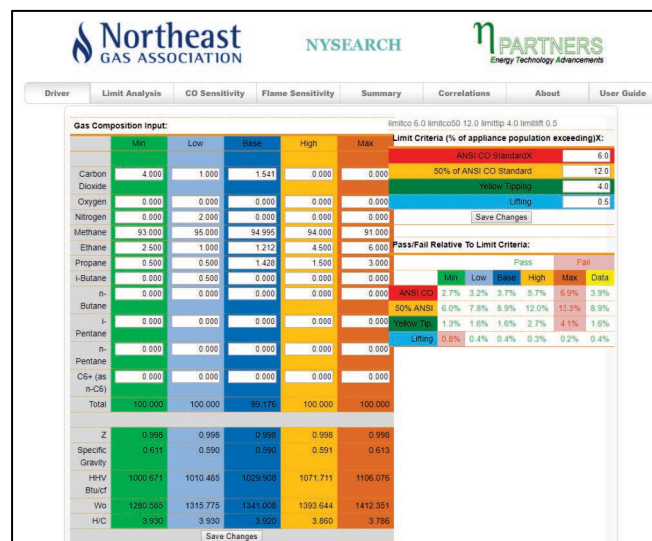 Northeast
GAS ASSOCIATION
NYSEARCH
η PARTNERS
Energy Technology Advancements
Driver Limit Analysis CO Sensitivity Flame Sensitivity Summary Correlations About User Guide
Gas Composition Input:
Min Low Base High Max
Carbon Dioxide 4.000 1.000 1.541 0.000 0.000
Oxygen 0.000 0.000 0.000 0.000 0.000
Nitrogen 0.000 2.000 0.000 0.000 0.000
Methane 93.000 95.000 94.995 94.000 91.000
Ethane 2.500 1.000 1.212 4.500 6.000
Propane 0.500 0.500 1.428 1.500 3.000
i-Butane 0.000 0.500 0.000 0.000 0.000
n-Butane 0.000 0.000 0.000 0.000 0.000
i-Pentane 0.000 0.000 0.000 0.000 0.000
n-Pentane 0.000 0.000 0.000 0.000 0.000
C6+ (as n-C6) 0.000 0.000 0.000 0.000 0.000
Total 100.000 100.000 99.176 100.000 100.000
Z 0.998 0.998 0.998 0.998 0.998
Specific Gravity 0.611 0.590 0.590 0.591 0.613
HHV Btu/cf 1000.671 1010.485 1029.906 1071.711 1106.076
Wo 1280.585 1315.775 1341.008 1393.644 1412.351
H/C 3.930 3.930 3.920 3.860 3.786
Save Changes
limitco 6.0 limitco50 12.0 limittip 4.0 limitlift 0.5
Limit Criteria (% of appliance population exceeding)X:
ANSI CO StandardX 6.0
50% of ANSI CO Standard 12.0
Yellow Tipping 4.0
Lifting 0.5
Save Changes
Pass/Fail Relative To Limit Criteria:
Pass Fail
Min Low Base High Max Data
ANSI CO 2.7% 3.2% 3.7% 5.7% 6.9% 3.9%
50% ANSI 6.0% 7.8% 8.9% 12.0% 13.3% 8.9%
Yellow Tip 1.3% 1.6% 1.6% 2.7% 4.1% 1.6%
Lifting 0.8% 0.4% 0.4% 0.3% 0.2% 0.4%